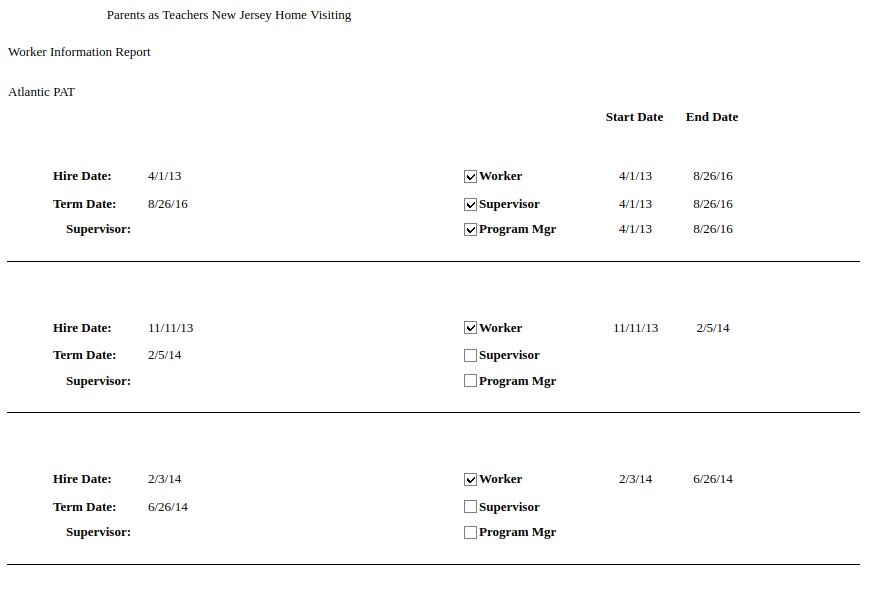 Parents as Teachers New Jersey Home Visiting
Worker Information Report
Atlantic PAT
Start Date End Date
Hire Date: 4/1/13 Worker 4/1/13 8/26/16
Term Date: 8/26/16 Supervisor 4/1/13 8/26/16
Supervisor: Program Mgr 4/1/13 8/26/16
Hire Date: 11/11/13 Worker 11/11/13 2/5/14
Term Date: 2/5/14 Supervisor
Supervisor: Program Mgr
Hire Date: 2/3/14 Worker 2/3/14 6/26/14
Term Date: 6/26/14 Supervisor
Supervisor: Program Mgr